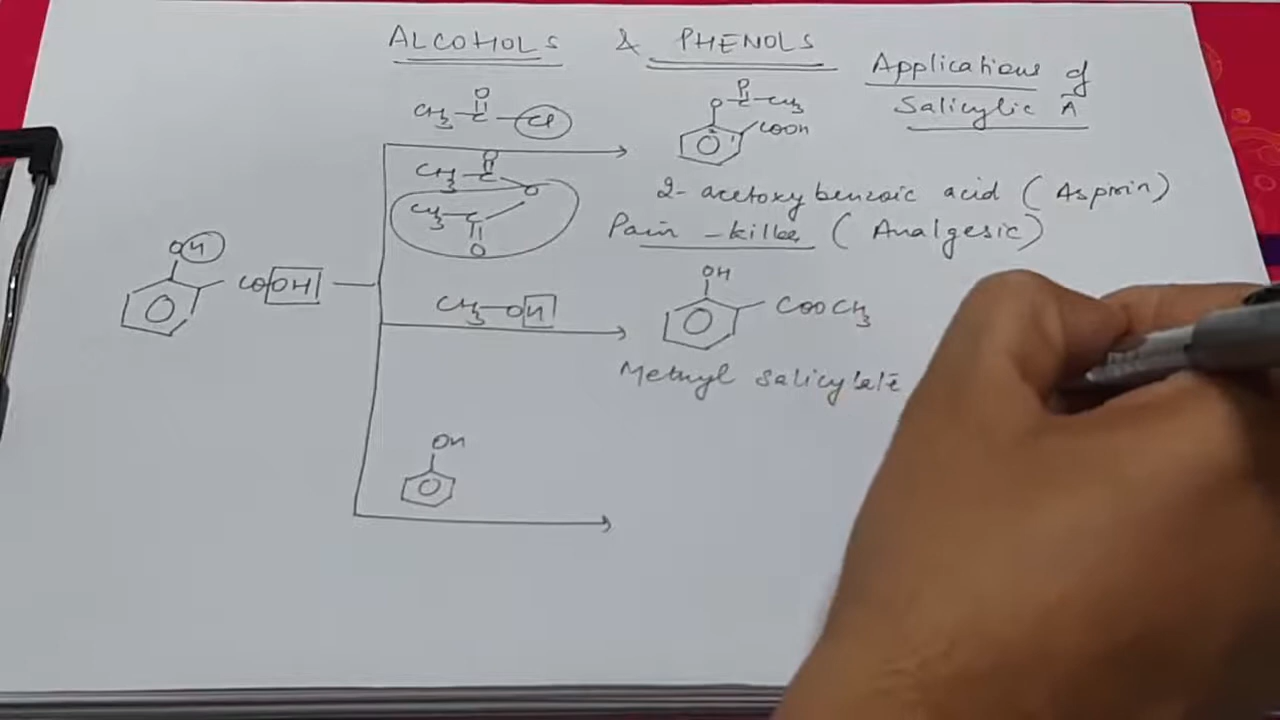 ALCOHOLS & PHENOLS
Applications of
Salicylic Ā
CH3-C-Cl
O
O-C-CH3
O
COOH
CH3-C
O
O
CH3-C
O
2-acetoxy benzoic acid (Aspirin)
Pain-killer (Analgesic)
OH
COOH
CH3-OH
OH
COOCH3
Methyl salicylate
OH